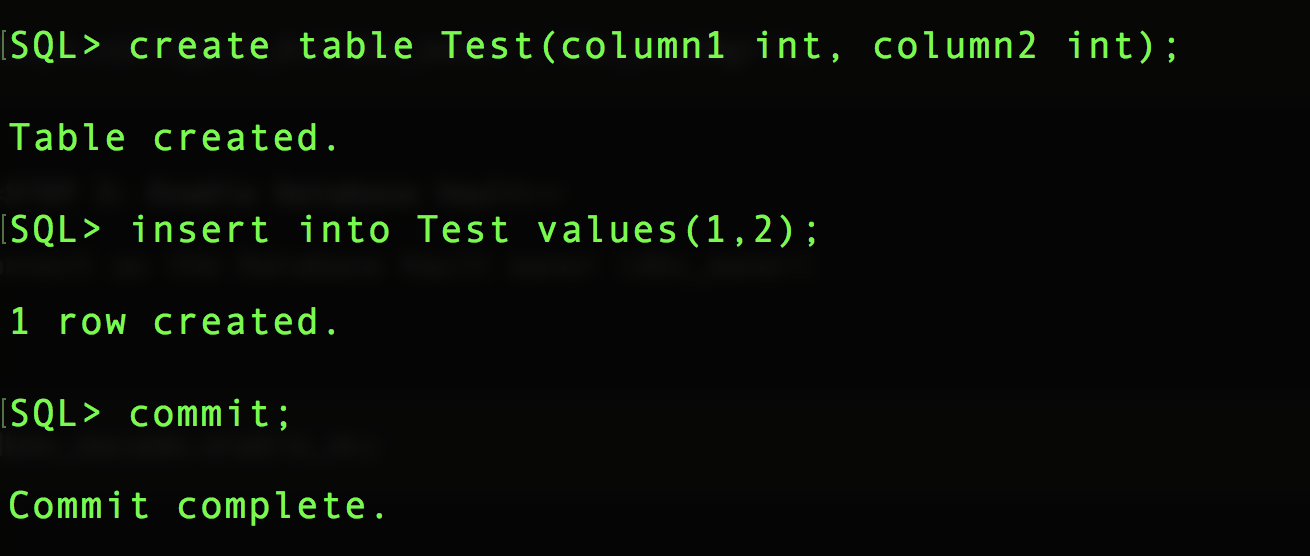 SQL> create table Test(column1 int, column2 int);
Table created.
SQL> insert into Test values(1,2);
1 row created.
SQL> commit;
Commit complete.